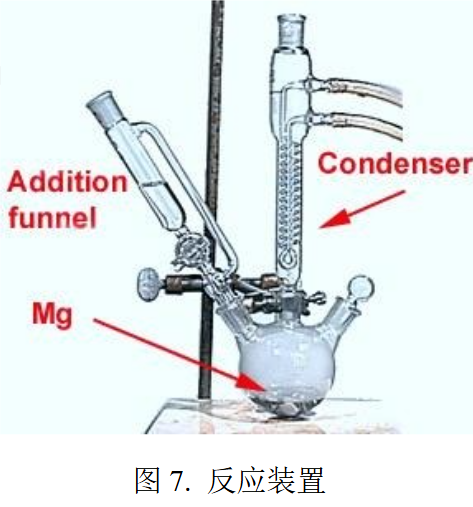 Condenser
Addition
funnel
Mg
图 7. 反应装置